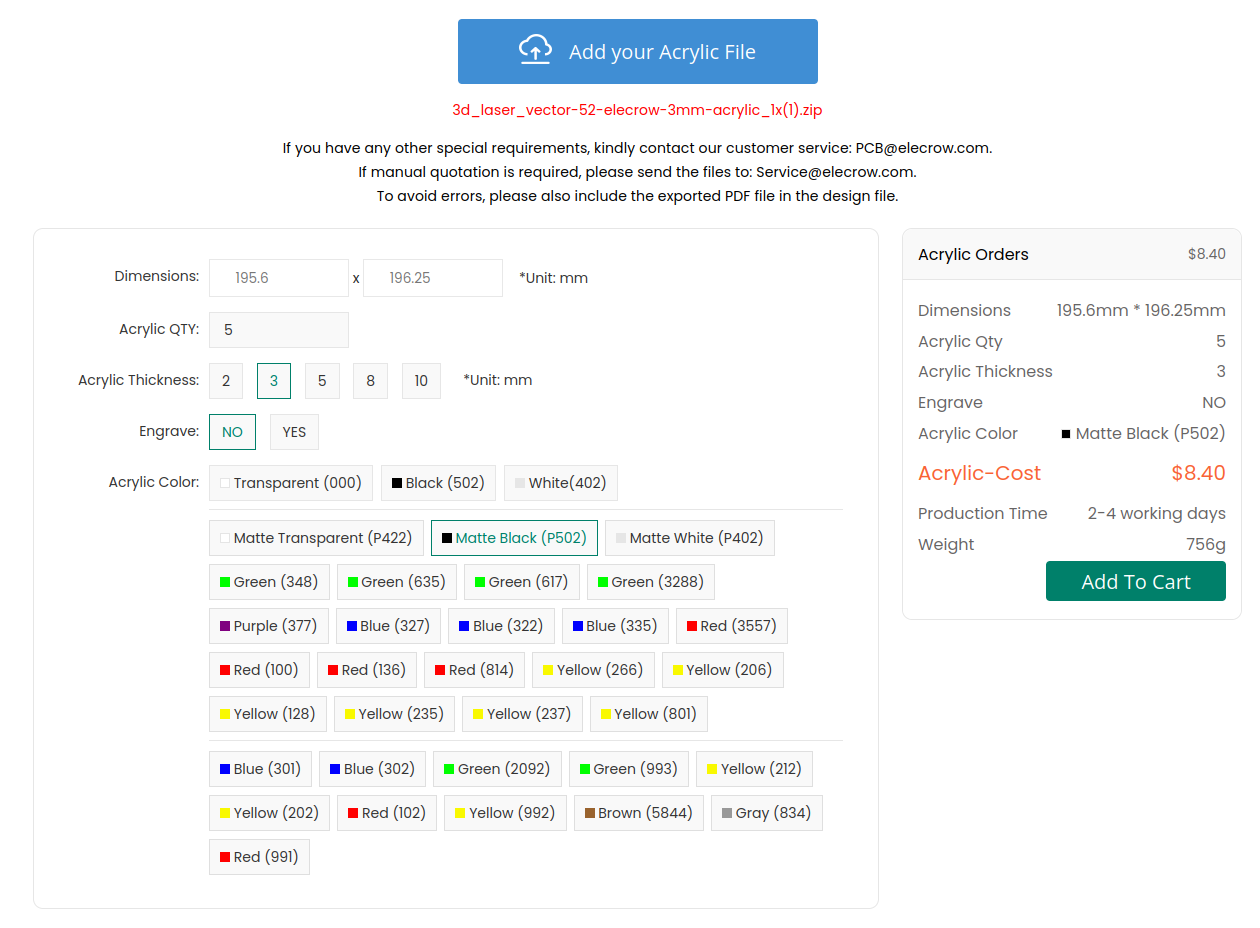 Add your Acrylic File
3d_laser_vector-52-elecrow-3mm-acrylic_1x(1).zip
If you have any other special requirements, kindly contact our customer service: PCB@elecrow.com.
If manual quotation is required, please send the files to: Service@elecrow.com.
To avoid errors, please also include the exported PDF file in the design file.
Dimensions: 195.6 x 196.25 *Unit: mm
Acrylic QTY: 5
Acrylic Thickness: 2 3 5 8 10 *Unit: mm
Engrave: NO YES
Acrylic Color: Transparent (000) Black (502) White(402)
Matte Transparent (P422) Matte Black (P502) Matte White (P402)
Green (348) Green (635) Green (617) Green (3288)
Purple (377) Blue (327) Blue (322) Blue (335) Red (3557)
Red (100) Red (136) Red (814) Yellow (266) Yellow (206)
Yellow (128) Yellow (235) Yellow (237) Yellow (801)
Blue (301) Blue (302) Green (2092) Green (993) Yellow (212)
Yellow (202) Red (102) Yellow (992) Brown (5844) Gray (834)
Red (991)
Acrylic Orders $8.40
Dimensions 195.6mm * 196.25mm
Acrylic Qty 5
Acrylic Thickness 3
Engrave NO
Acrylic Color Matte Black (P502)
Acrylic-Cost $8.40
Production Time 2-4 working days
Weight 756g
Add To Cart